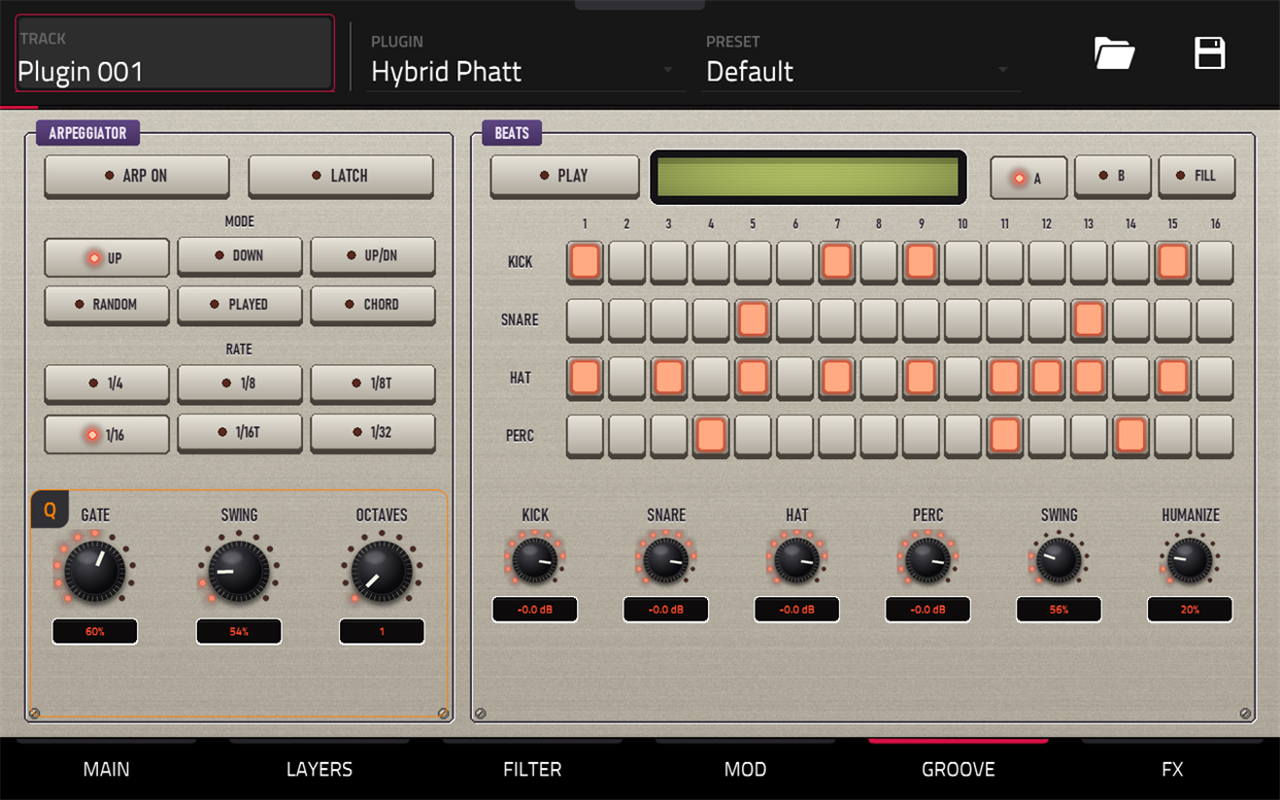 TRACK
Plugin 001
PLUGIN
Hybrid Phatt
PRESET
Default
ARPEGGIATOR
ARP ON
LATCH
MODE
UP
DOWN
UP/DN
RANDOM
PLAYED
CHORD
RATE
1/4
1/8
1/8T
1/16
1/16T
1/32
Q
GATE
SWING
OCTAVES
60%
54%
1
BEATS
PLAY
A
B
FILL
1 2 3 4 5 6 7 8 9 10 11 12 13 14 15 16
KICK
SNARE
HAT
PERC
KICK
SNARE
HAT
PERC
SWING
HUMANIZE
-0.0 dB
-0.0 dB
-0.0 dB
-0.0 dB
56%
20%
MAIN
LAYERS
FILTER
MOD
GROOVE
FX